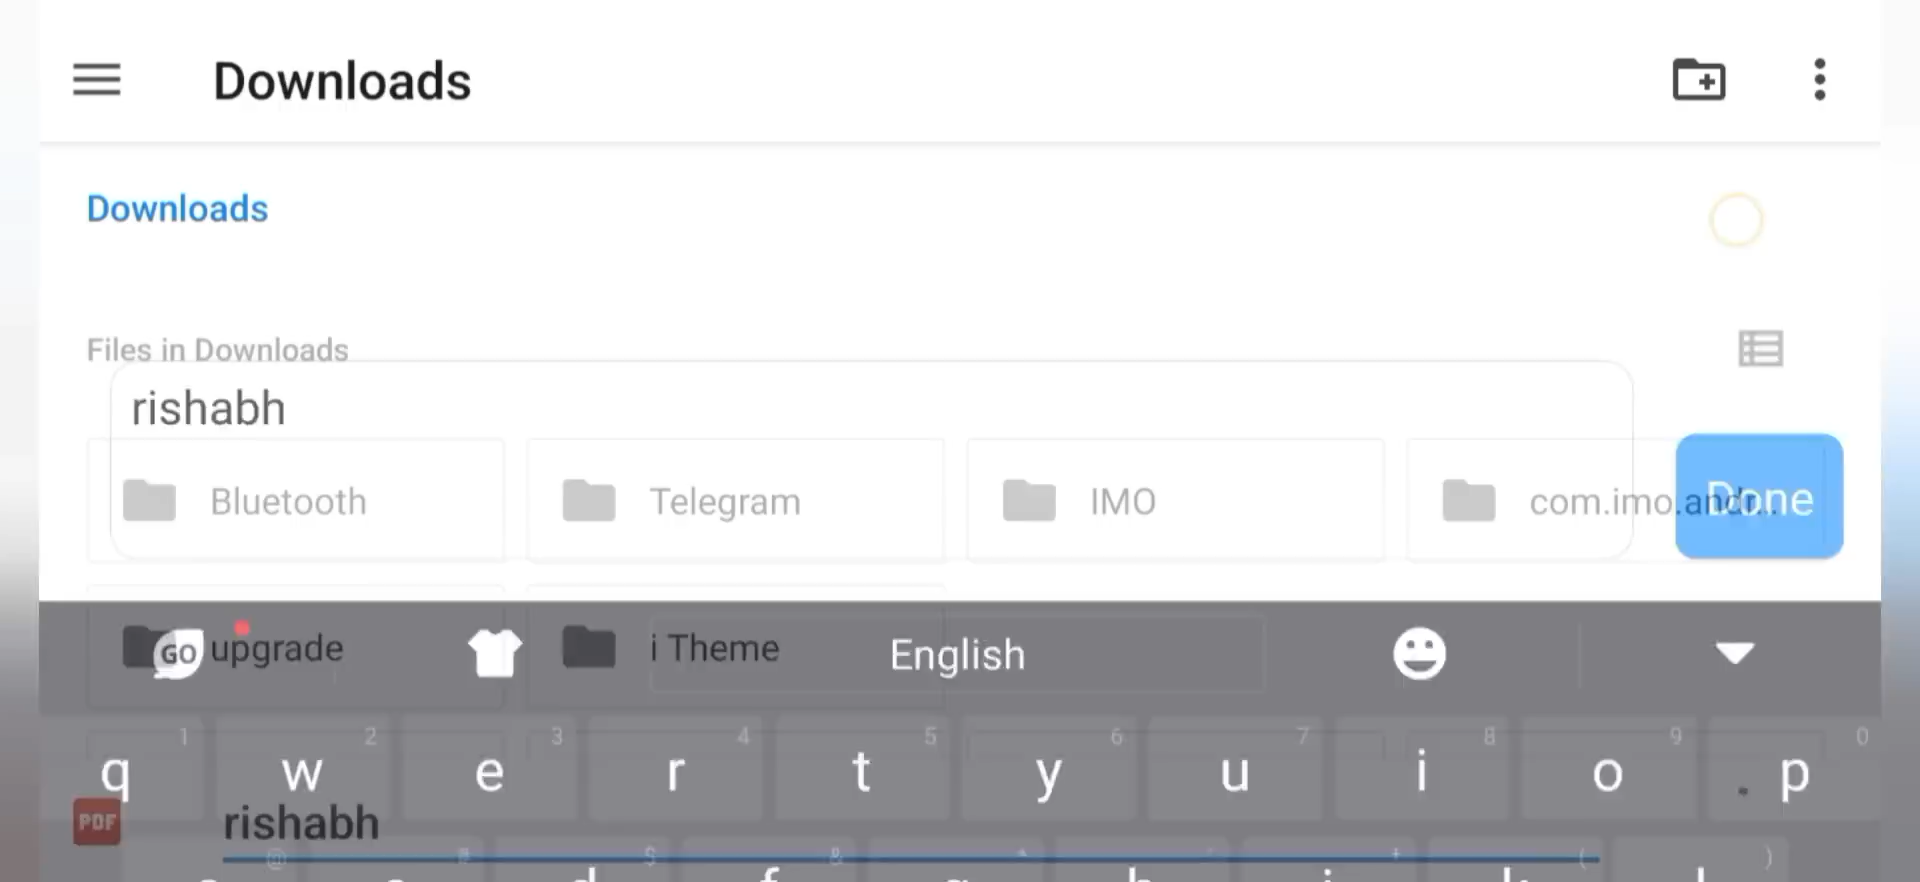 Downloads
Downloads
Files in Downloads
rishabh
Bluetooth Telegram IMO com.imo.andr...
Done
GO upgrade i Theme English
1 2 3 4 5 6 7 8 9 0
q w e r t y u i o p
PDF rishabh
@ # $ & * ' + ( )